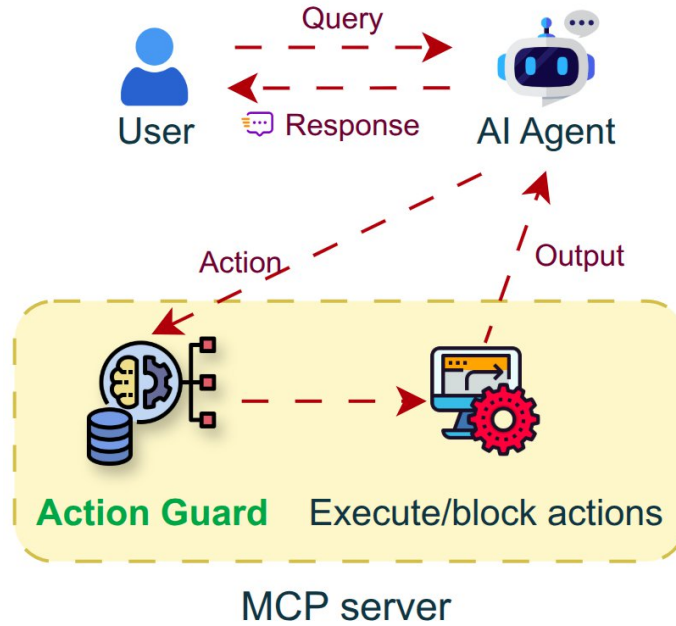 Query
Response
User
AI Agent
Action
Output
Action Guard
Execute/block actions
MCP server